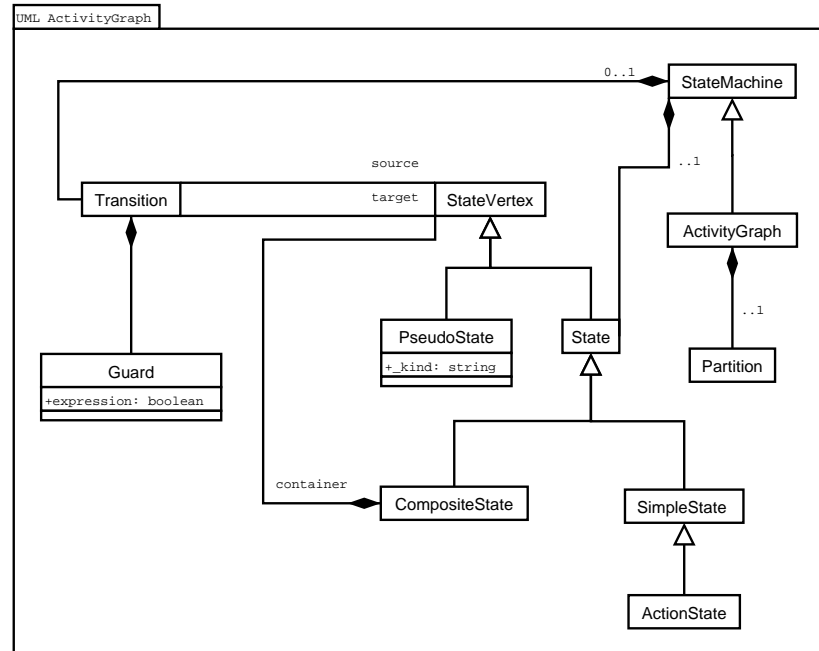 UML ActivityGraph
0..1
StateMachine
source
..1
Transition
target
StateVertex
ActivityGraph
..1
PseudoState
State
+_kind: string
Partition
Guard
+expression: boolean
container
CompositeState
SimpleState
ActionState